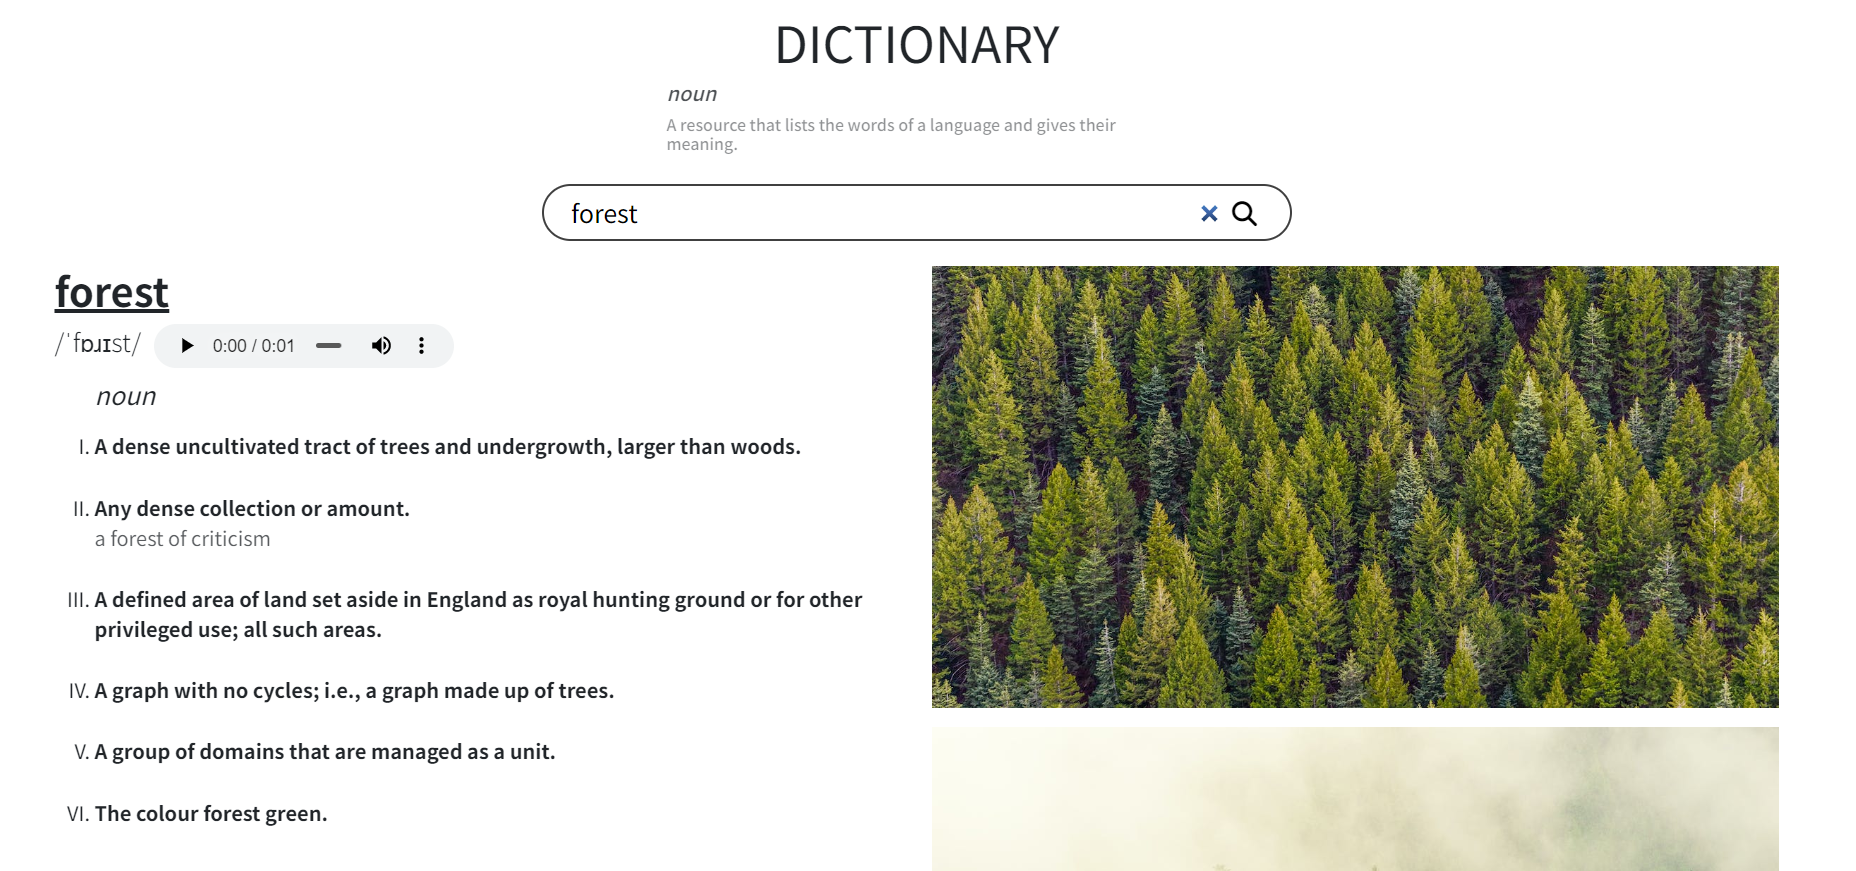 DICTIONARY
noun
A resource that lists the words of a language and gives their
meaning.
forest
forest
/ˈfɒɹɪst/
0:00 / 0:01
noun
I. A dense uncultivated tract of trees and undergrowth, larger than woods.
II. Any dense collection or amount.
a forest of criticism
III. A defined area of land set aside in England as royal hunting ground or for other
privileged use; all such areas.
IV. A graph with no cycles; i.e., a graph made up of trees.
V. A group of domains that are managed as a unit.
VI. The colour forest green.